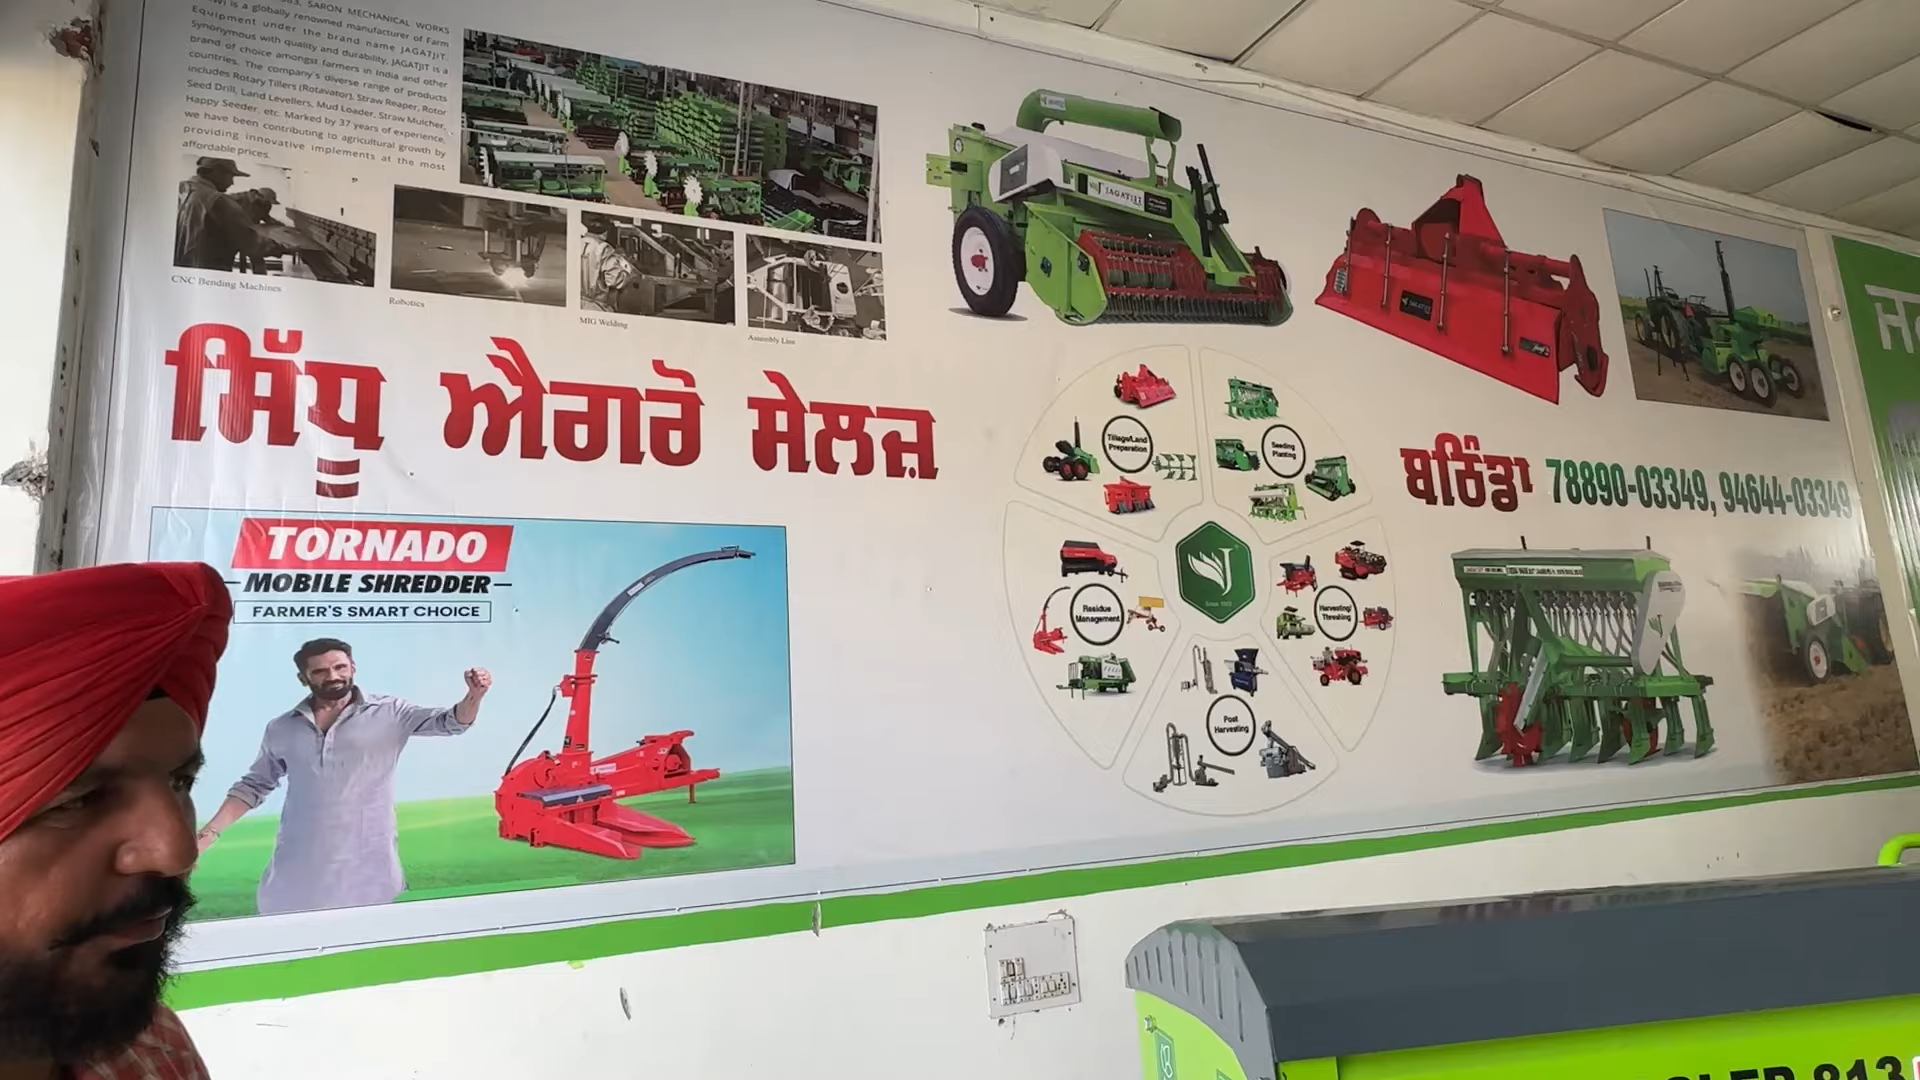 SARON MECHANICAL WORKS
is a globally renowned manufacturer of Farm
Equipment under the brand name JAGATJIT.
Synonymous with quality and durability, JAGATJIT is a
brand of choice amongst farmers in India and other
countries. The company's diverse range of products
includes Rotary Tillers (Rotavator), Straw Reaper, Rotor
Seed Drill, Land Levellers, Mud Loader, Straw Mulcher,
Happy Seeder, etc. Marked by 37 years of experience,
we have been contributing to agricultural growth by
providing innovative implements at the most
affordable prices.
CNC Bending Machines
Robotics
MIG Welding
Assembly Line
JAGATJIT
JAGATJIT
ਸਿੱਧੂ ਐਗਰੋ ਸੇਲਜ਼
ਬਠਿੰਡਾ 78890-03349, 94644-03349
TORNADO
MOBILE SHREDDER
FARMER'S SMART CHOICE
Tillage/Land
Preparation
Seeding
Planting
Residue
Management
Harvesting/
Threshing
Post
Harvesting
J
813